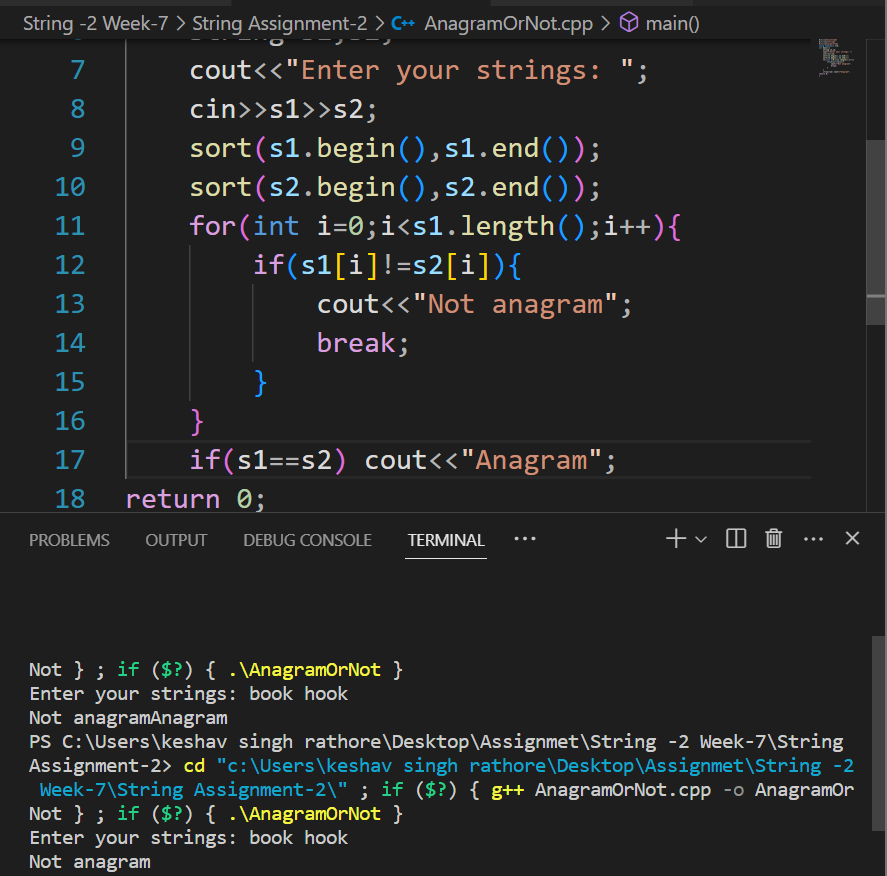 String -2 Week-7 > String Assignment-2 > C++ AnagramOrNot.cpp > main()
7 cout<<"Enter your strings: ";
8 cin>>s1>>s2;
9 sort(s1.begin(),s1.end());
10 sort(s2.begin(),s2.end());
11 for(int i=0;i<s1.length();i++){
12 if(s1[i]!=s2[i]){
13 cout<<"Not anagram";
14 break;
15 }
16 }
17 if(s1==s2) cout<<"Anagram";
18 return 0;
PROBLEMS OUTPUT DEBUG CONSOLE TERMINAL ...
Not } ; if ($?) { .\AnagramOrNot }
Enter your strings: book hook
Not anagramAnagram
PS C:\Users\keshav singh rathore\Desktop\Assignmet\String -2 Week-7\String
Assignment-2> cd "c:\Users\keshav singh rathore\Desktop\Assignmet\String -2
Week-7\String Assignment-2\" ; if ($?) { g++ AnagramOrNot.cpp -o AnagramOr
Not } ; if ($?) { .\AnagramOrNot }
Enter your strings: book hook
Not anagram